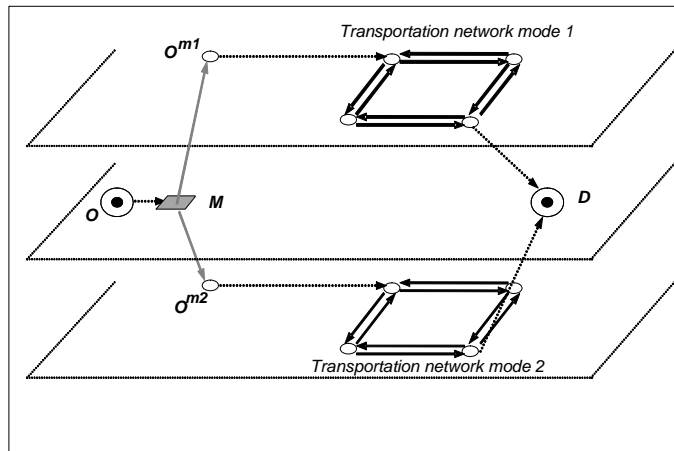 Transportation network mode 1
O^m1
O
M
D
O^m2
Transportation network mode 2